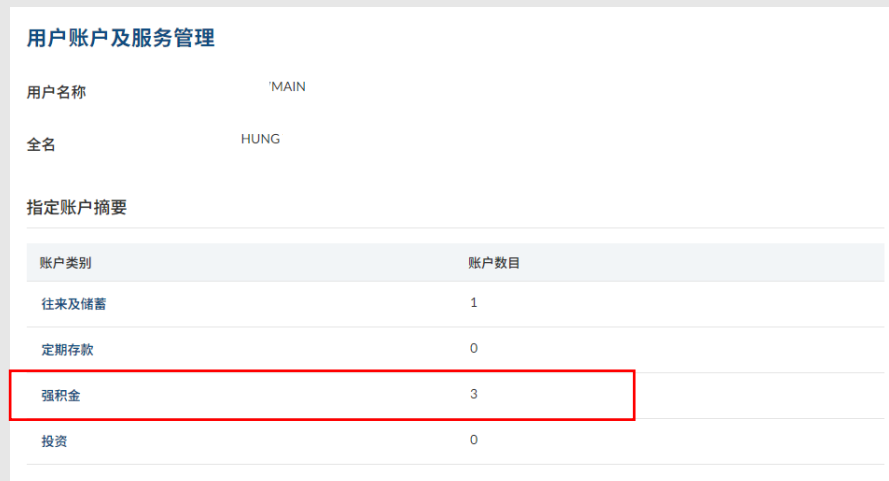 用户账户及服务管理
用户名称 'MAIN
全名 HUNG
指定账户摘要
账户类别 账户数目
往来及储蓄 1
定期存款 0
强积金 3
投资 0